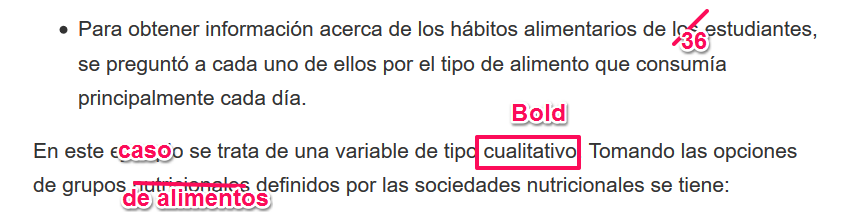 • Para obtener información acerca de los hábitos alimentarios de los estudiantes,
36
se preguntó a cada uno de ellos por el tipo de alimento que consumía
principalmente cada día.
Bold
En este caso se trata de una variable de tipo cualitativo. Tomando las opciones
de grupos nutricionales definidos por las sociedades nutricionales se tiene:
de alimentos